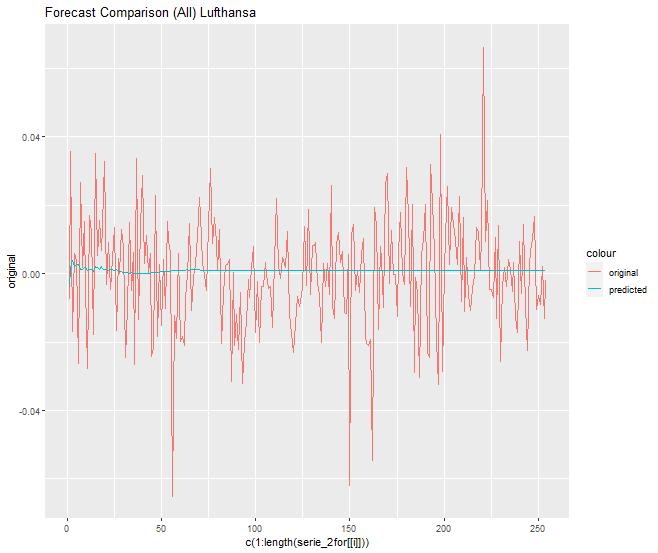 Forecast Comparison (All) Lufthansa
original
0.04
0.00
-0.04
0
50
100
150
200
250
c(1:length(serie_2for[[i]]))
colour
original
predicted